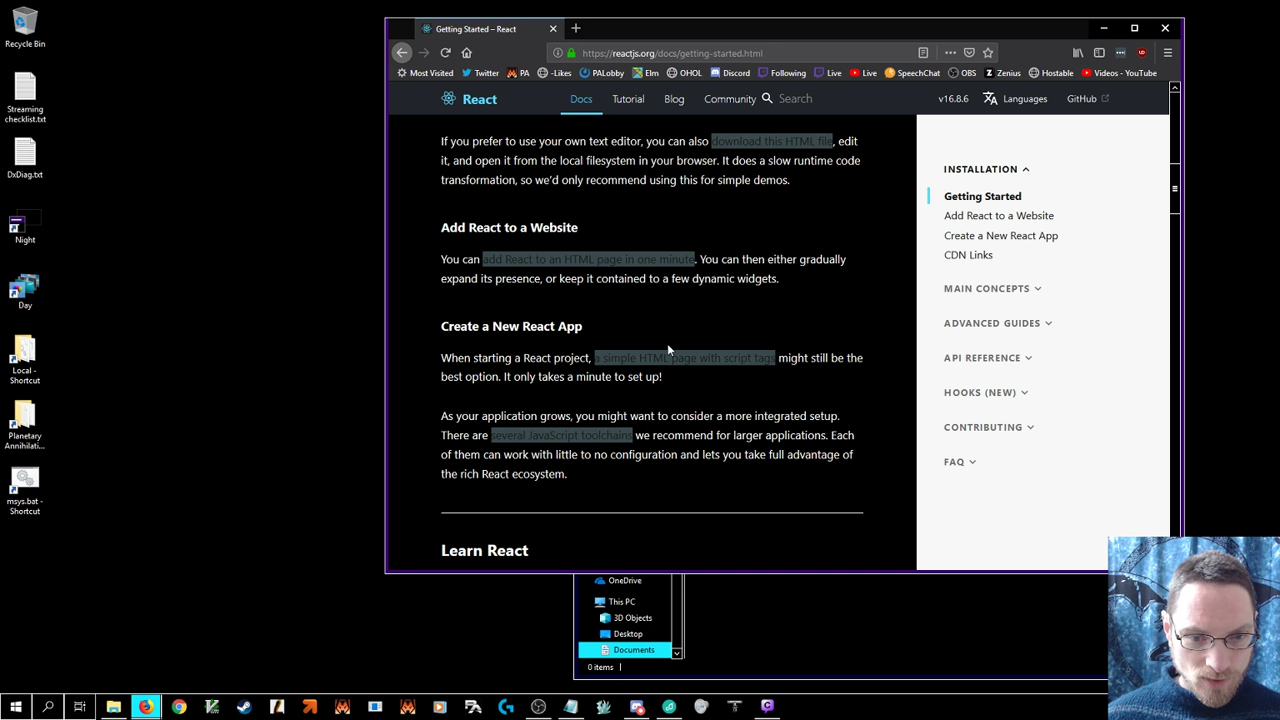 Recycle Bin
Streaming
checklist.txt
DxDiag.txt
Night
Day
Local -
Shortcut
Planetary
Annihilati...
msys.bat -
Shortcut
Getting Started – React
https://reactjs.org/docs/getting-started.html
Most Visited Twitter PA -Likes PALobby Elm OHOL Discord Following Live Live SpeechChat OBS Zenius Hostable Videos - YouTube
React Docs Tutorial Blog Community Search v16.8.6 Languages GitHub
If you prefer to use your own text editor, you can also download this HTML file, edit
it, and open it from the local filesystem in your browser. It does a slow runtime code
transformation, so we’d only recommend using this for simple demos.
Add React to a Website
You can add React to an HTML page in one minute. You can then either gradually
expand its presence, or keep it contained to a few dynamic widgets.
Create a New React App
When starting a React project, a simple HTML page with script tags might still be the
best option. It only takes a minute to set up!
As your application grows, you might want to consider a more integrated setup.
There are several JavaScript toolchains we recommend for larger applications. Each
of them can work with little to no configuration and lets you take full advantage of
the rich React ecosystem.
Learn React
INSTALLATION
Getting Started
Add React to a Website
Create a New React App
CDN Links
MAIN CONCEPTS
ADVANCED GUIDES
API REFERENCE
HOOKS (NEW)
CONTRIBUTING
FAQ
OneDrive
This PC
3D Objects
Desktop
Documents
0 items